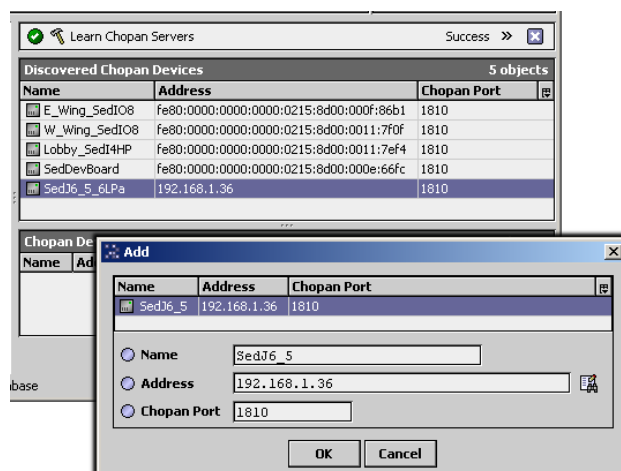 Learn Chopan Servers Success »
Discovered Chopan Devices 5 objects
Name Address Chopan Port
E_Wing_SedIO8 fe80:0000:0000:0000:0215:8d00:000f:86b1 1810
W_Wing_SedIO8 fe80:0000:0000:0000:0215:8d00:0011:7f0f 1810
Lobby_SedI4HP fe80:0000:0000:0000:0215:8d00:0011:7ef4 1810
SedDevBoard fe80:0000:0000:0000:0215:8d00:000e:66fc 1810
SedJ6_5_6LPa 192.168.1.36 1810
Chopan De
Name Ad
Add
Name Address Chopan Port
SedJ6_5 192.168.1.36 1810
Name SedJ6_5
Address 192.168.1.36
base
Chopan Port 1810
OK Cancel